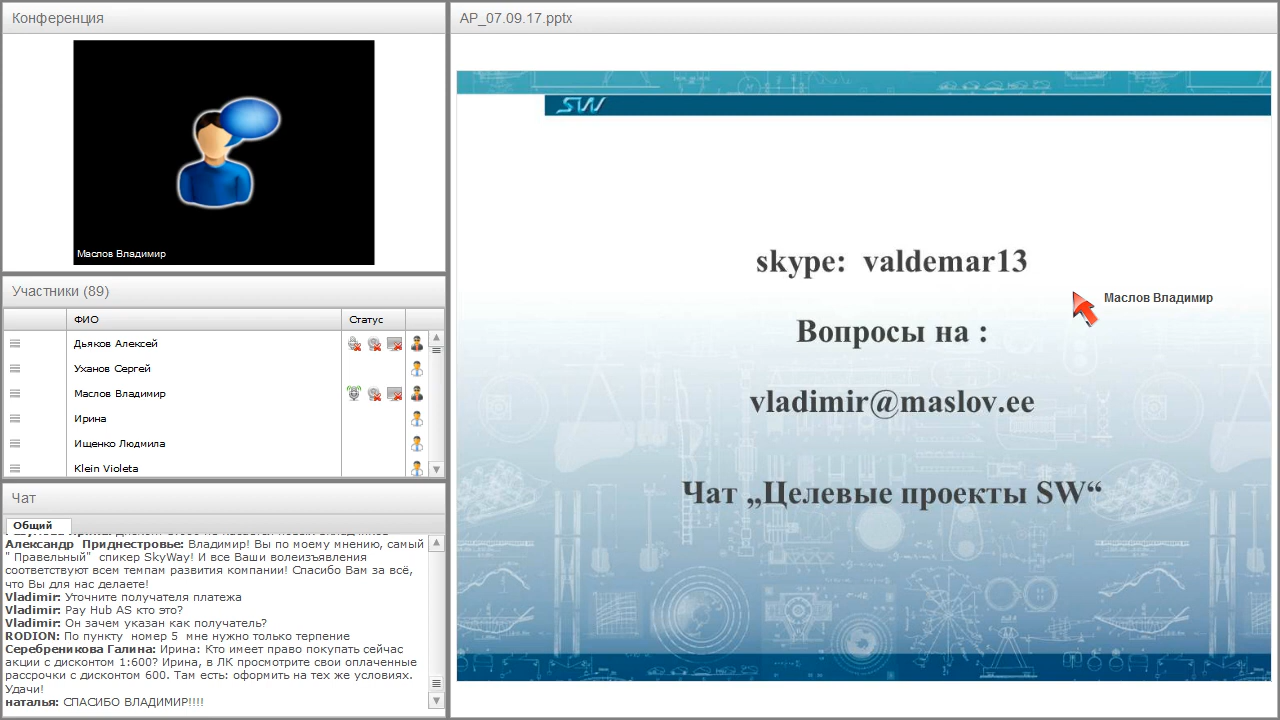 Конференция
Маслов Владимир
Участники (89)
ФИО
Статус
Дьяков Алексей
Уханов Сергей
Маслов Владимир
Ирина
Ищенко Людмила
Klein Violeta
Чат
Общий
Александр Приднестровье: Владимир! Вы по моему мнению, самый
" Правельный" спикер SkyWay! И все Ваши волеизъявления
соответствуют всем темпам развития компании! Спасибо Вам за всё,
что Вы для нас делаете!
Vladimir: Уточните получателя платежа
Vladimir: Pay Hub AS кто это?
Vladimir: Он зачем указан как получатель?
RODION: По пункту номер 5 мне нужно только терпение
Серебреникова Галина: Ирина: Кто имеет право покупать сейчас
акции с дисконтом 1:600? Ирина, в ЛК просмотрите свои оплаченные
рассрочки с дисконтом 600. Там есть: оформить на тех же условиях.
Удачи!
наталья: СПАСИБО ВЛАДИМИР!!!!
AP_07.09.17.pptx
SW
skype: valdemar13
Маслов Владимир
Вопросы на :
vladimir@maslov.ee
Чат „Целевые проекты SW“